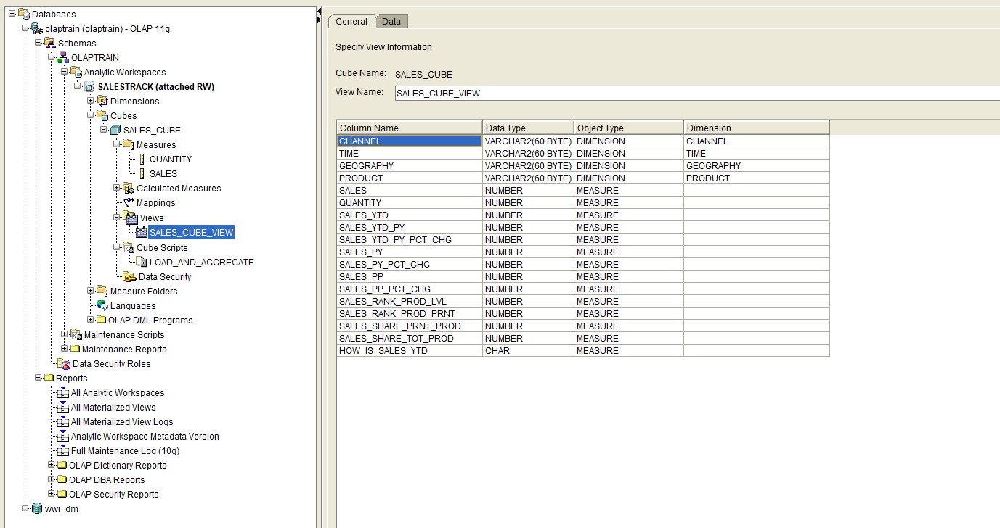 Databases
olaptrain (olaptrain) - OLAP 11g
Schemas
OLAPTRAIN
Analytic Workspaces
SALESTRACK (attached RW)
Dimensions
Cubes
SALES_CUBE
Measures
QUANTITY
SALES
Calculated Measures
Mappings
Views
SALES_CUBE_VIEW
Cube Scripts
LOAD_AND_AGGREGATE
Data Security
Measure Folders
Languages
OLAP DML Programs
Maintenance Scripts
Maintenance Reports
Data Security Roles
Reports
All Analytic Workspaces
All Materialized Views
All Materialized View Logs
Analytic Workspace Metadata Version
Full Maintenance Log (10g)
OLAP Dictionary Reports
OLAP DBA Reports
OLAP Security Reports
wwi_dm
General Data
Specify View Information
Cube Name: SALES_CUBE
View Name: SALES_CUBE_VIEW
Column Name Data Type Object Type Dimension
CHANNEL VARCHAR2(60 BYTE) DIMENSION CHANNEL
TIME VARCHAR2(60 BYTE) DIMENSION TIME
GEOGRAPHY VARCHAR2(60 BYTE) DIMENSION GEOGRAPHY
PRODUCT VARCHAR2(60 BYTE) DIMENSION PRODUCT
SALES NUMBER MEASURE
QUANTITY NUMBER MEASURE
SALES_YTD NUMBER MEASURE
SALES_YTD_PY NUMBER MEASURE
SALES_YTD_PY_PCT_CHG NUMBER MEASURE
SALES_PY NUMBER MEASURE
SALES_PY_PCT_CHG NUMBER MEASURE
SALES_PP NUMBER MEASURE
SALES_PP_PCT_CHG NUMBER MEASURE
SALES_RANK_PROD_LVL NUMBER MEASURE
SALES_RANK_PROD_PRNT NUMBER MEASURE
SALES_SHARE_PRNT_PROD NUMBER MEASURE
SALES_SHARE_TOT_PROD NUMBER MEASURE
HOW_IS_SALES_YTD CHAR MEASURE